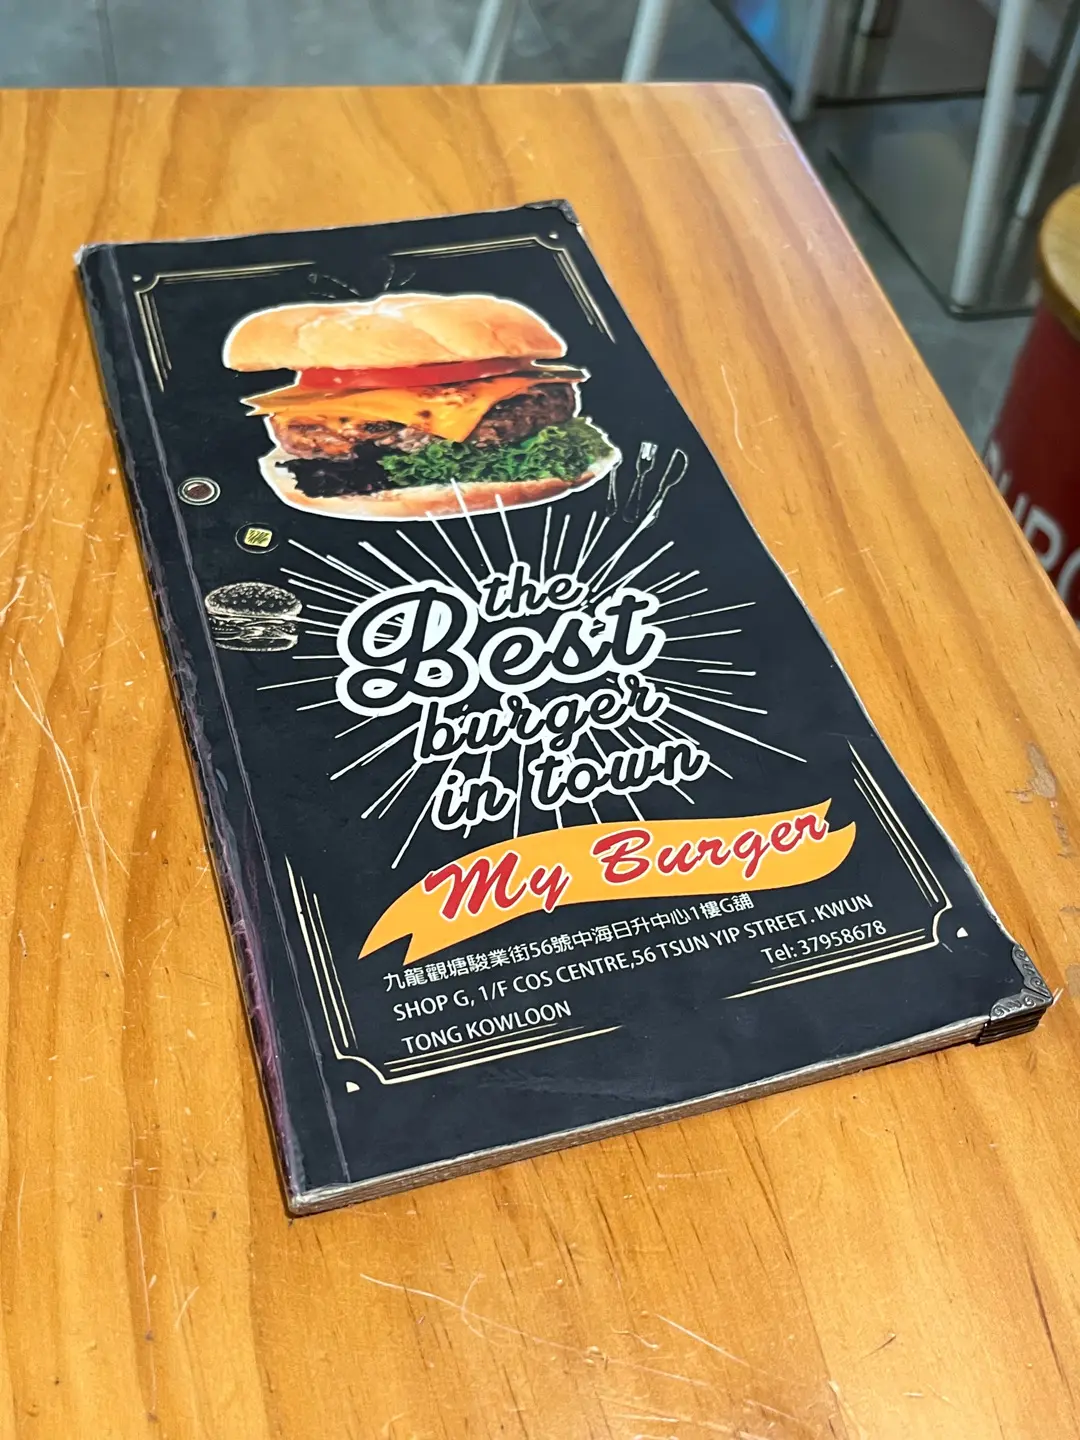 the
Best
burger
in town
My Burger
九龍觀塘駿業街56號中海日升中心1樓G舖
SHOP G, 1/F COS CENTRE,56 TSUN YIP STREET . KWUN
TONG KOWLOON
Tel: 37958678